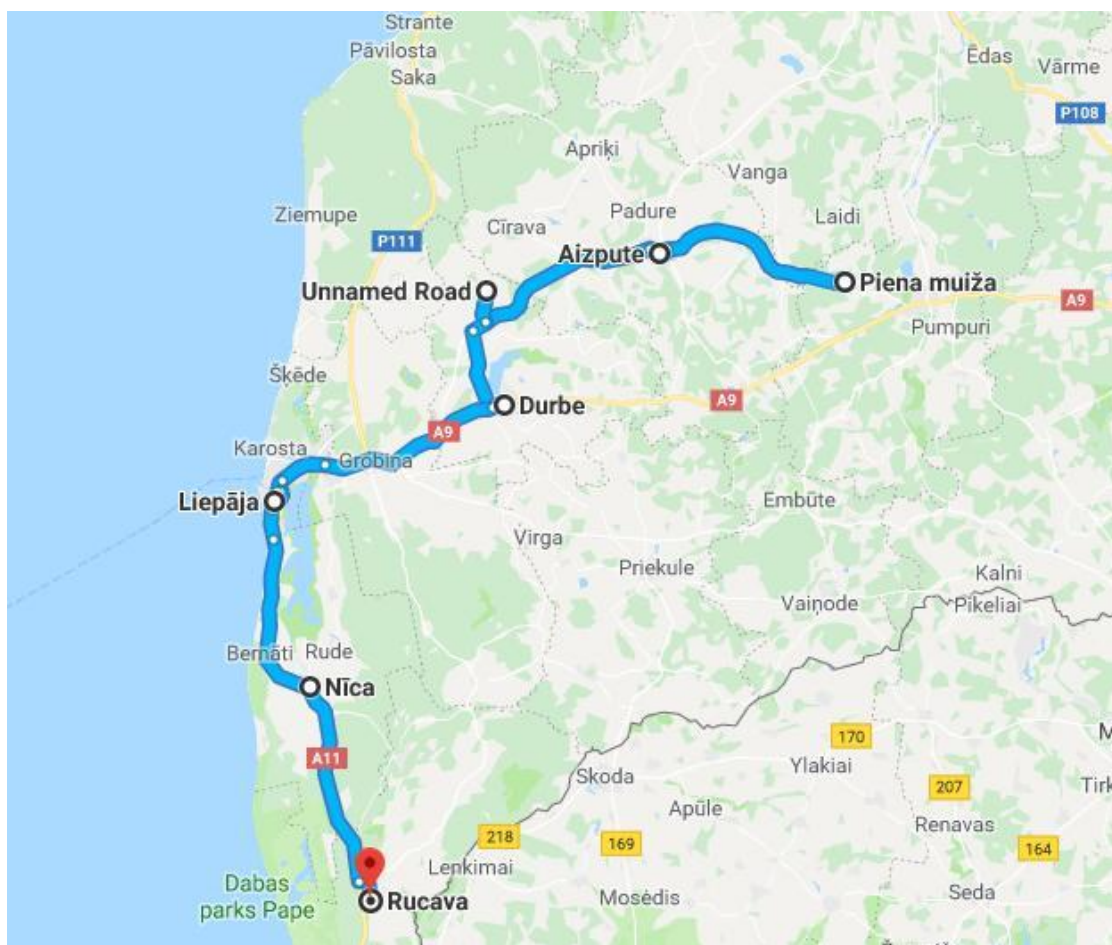 Strante
Pāvilosta
Saka
Ēdas
Vārme
P108
Apriķi
Vanga
Ziemupe
Padure
Laidi
Cīrava
P111
Aizpute
Unnamed Road
Piena muiža
A9
Pumpuri
Šķēde
A9
Durbe
A9
Karosta
Grobiņa
Liepāja
Embūte
Virga
Priekule
Kalni
Vaiņode
Pikeliai
Bernāti
Rude
Nīca
170
A11
Skoda
Ylakiai
207
Apūle
Renavas
218
169
164
Lenkimai
Dabas
parks Pape
Rucava
Mosėdis
Seda